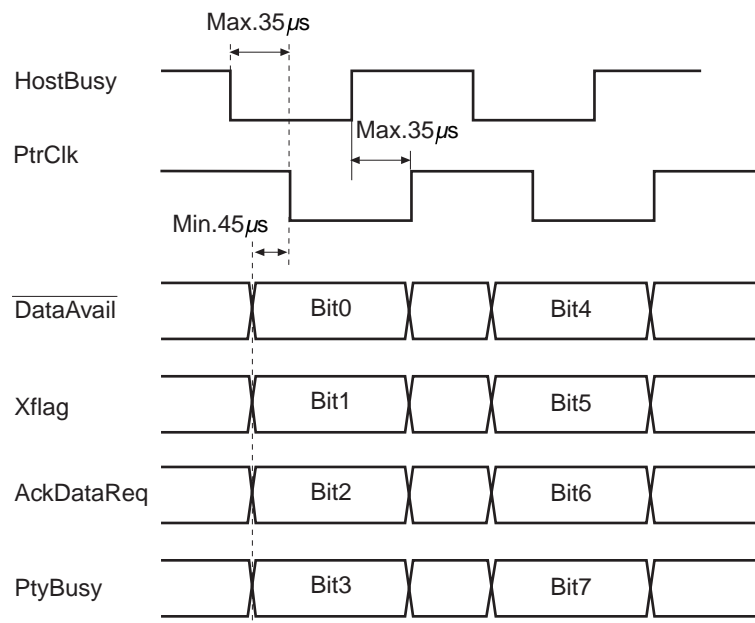 Max.35μs
HostBusy
Max.35μs
PtrClk
Min.45μs
DataAvail Bit0 Bit4
Xflag Bit1 Bit5
AckDataReq Bit2 Bit6
PtyBusy Bit3 Bit7